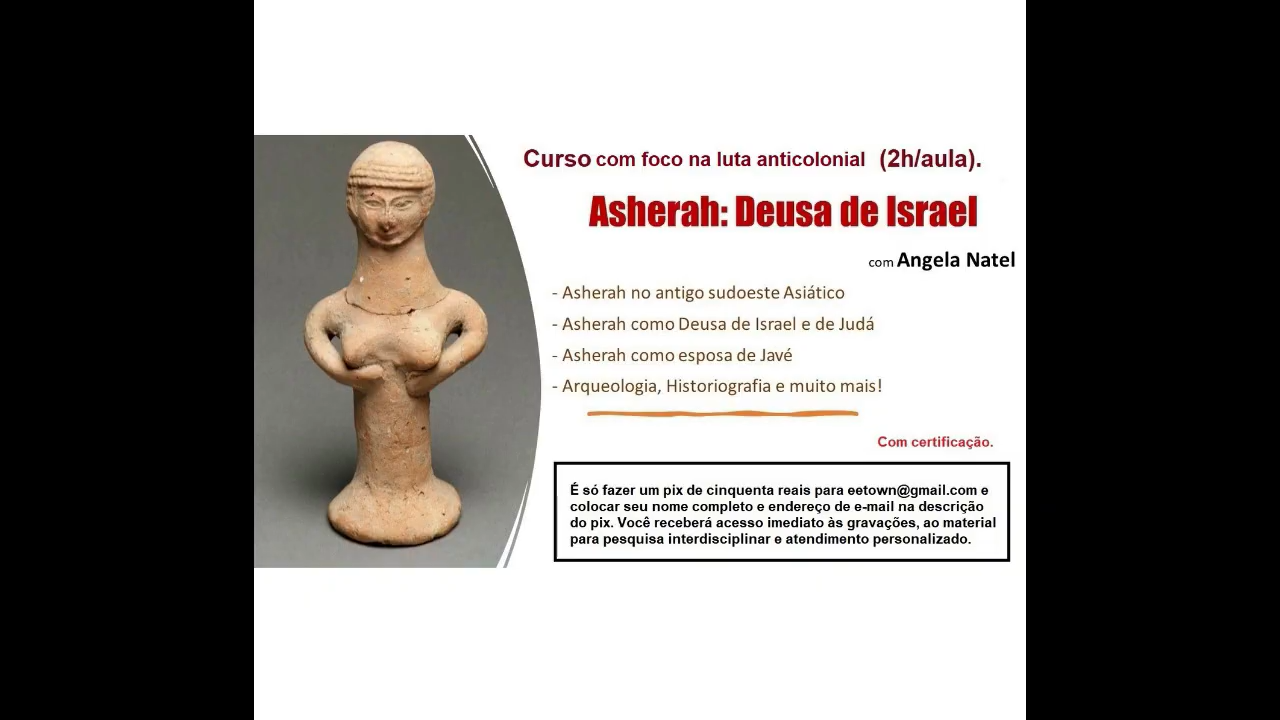 Curso com foco na luta anticolonial (2h/aula).
Asherah: Deusa de Israel
com Angela Natel
- Asherah no antigo sudoeste Asiático
- Asherah como Deusa de Israel e de Judá
- Asherah como esposa de Javé
- Arqueologia, Historiografia e muito mais!
Com certificação.
É só fazer um pix de cinquenta reais para eetown@gmail.com e
colocar seu nome completo e endereço de e-mail na descrição
do pix. Você receberá acesso imediato às gravações, ao material
para pesquisa interdisciplinar e atendimento personalizado.